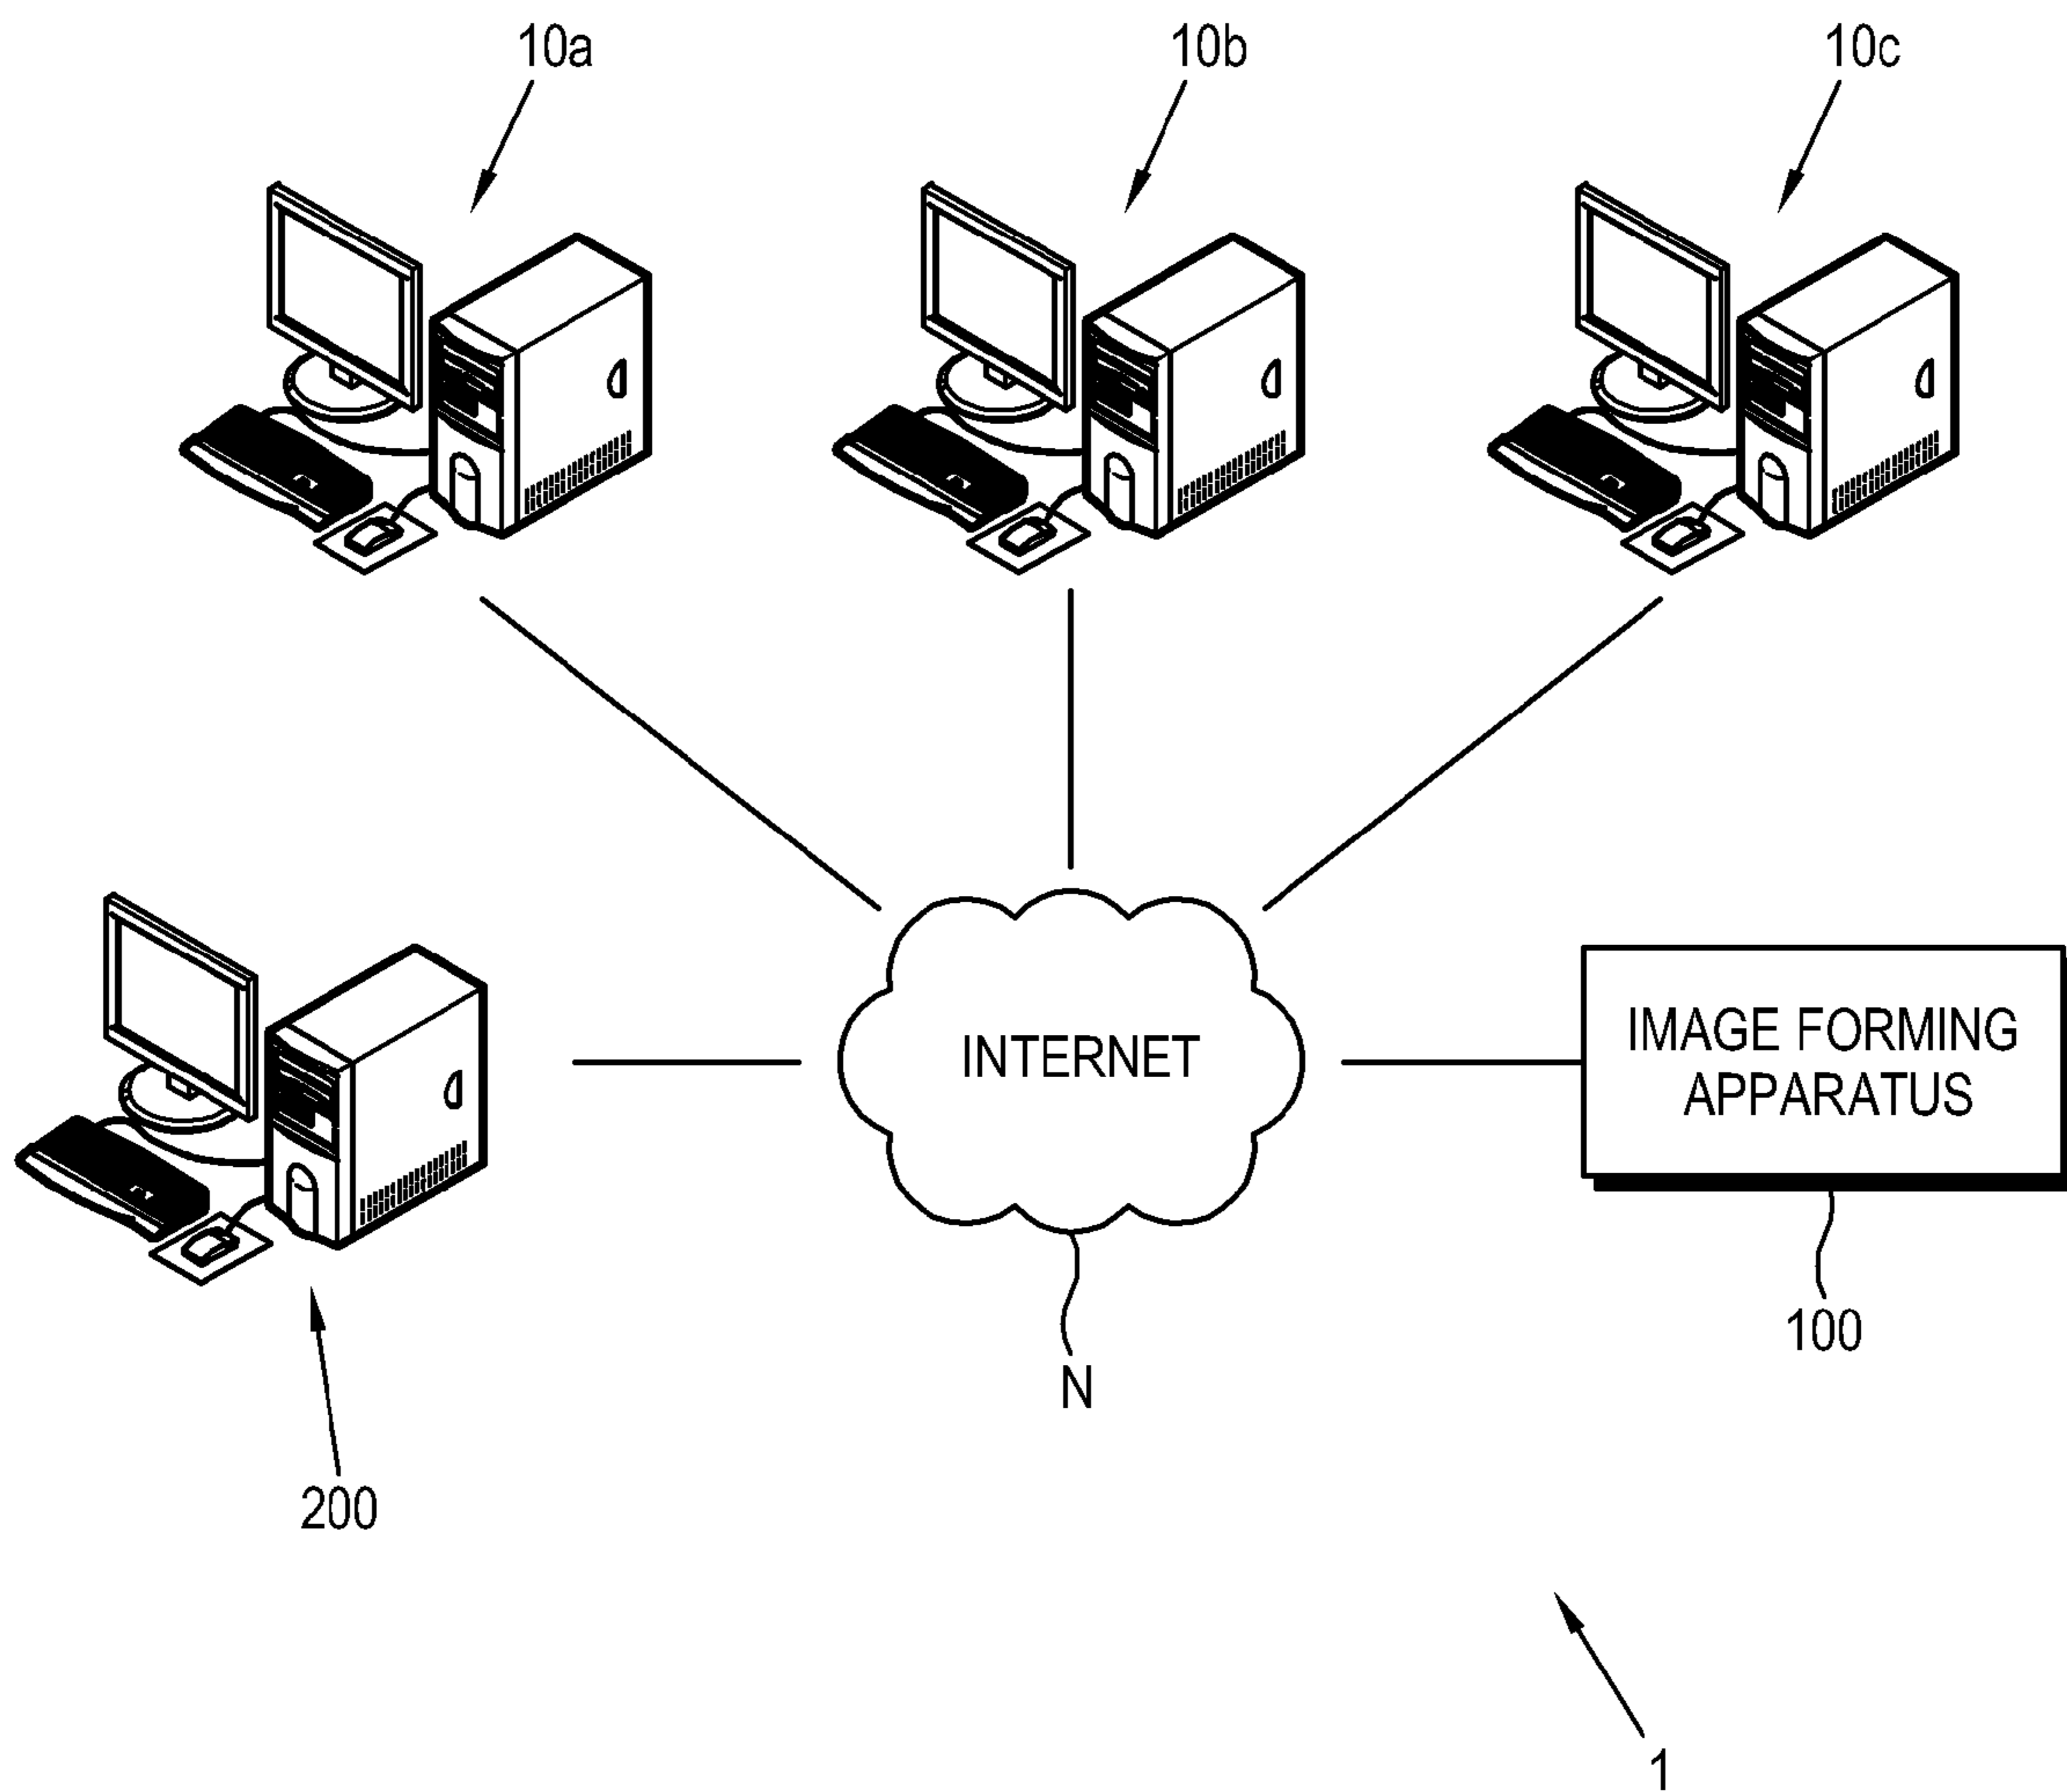 10a
10b
10c
INTERNET
IMAGE FORMING
APPARATUS
100
N
200
1